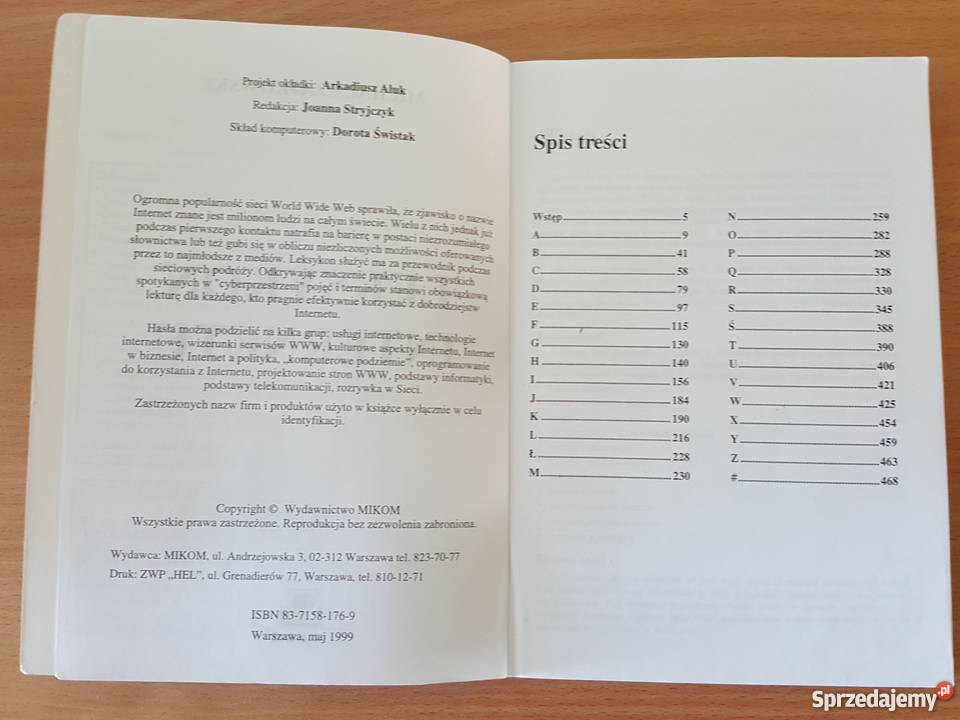 Projekt okładki: Arkadiusz Ałuk
Redakcja: Joanna Stryjczyk
Skład komputerowy: Dorota Świstak
Ogromna popularność sieci World Wide Web sprawiła, że zjawisko o nazwie
Internet znane jest milionom ludzi na całym świecie. Wielu z nich jednak już
podczas pierwszego kontaktu natrafia na barierę w postaci niezrozumiałego
słownictwa lub też gubi się w obliczu niezliczonych możliwości oferowanych
przez to najmłodsze z mediów. Leksykon służyć ma za przewodnik podczas
sieciowych podróży. Odkrywając znaczenie praktycznie wszystkich
spotykanych w "cyberprzestrzeni" pojęć i terminów stanowi obowiązkową
lekturę dla każdego, kto pragnie efektywnie korzystać z dobrodziejstw
Internetu.
Hasła można podzielić na kilka grup: usługi internetowe, technologie
internetowe, wizerunki serwisów WWW, kulturowe aspekty Internetu, Internet
w biznesie, Internet a polityka, „komputerowe podziemie”, oprogramowanie
do korzystania z Internetu, projektowanie stron WWW, podstawy informatyki,
podstawy telekomunikacji, rozrywka w Sieci.
Zastrzeżonych nazw firm i produktów użyto w książce wyłącznie w celu
identyfikacji.
Copyright © Wydawnictwo MIKOM
Wszystkie prawa zastrzeżone. Reprodukcja bez zezwolenia zabroniona.
Wydawca: MIKOM, ul. Andrzejowska 3, 02-312 Warszawa tel. 823-70-77
Druk: ZWP „HEL”, ul. Grenadierów 77, Warszawa, tel. 810-12-71
ISBN 83-7158-176-9
Warszawa, maj 1999
Spis treści
Wstęp 5
A 9
B 41
C 58
D 79
E 97
F 115
G 130
H 140
I 156
J 184
K 190
L 216
Ł 228
M 230
N 259
O 282
P 288
Q 328
R 330
S 345
Ś 388
T 390
U 406
V 421
W 425
X 454
Y 459
Z 463
# 468
Sprzedajemy.pl